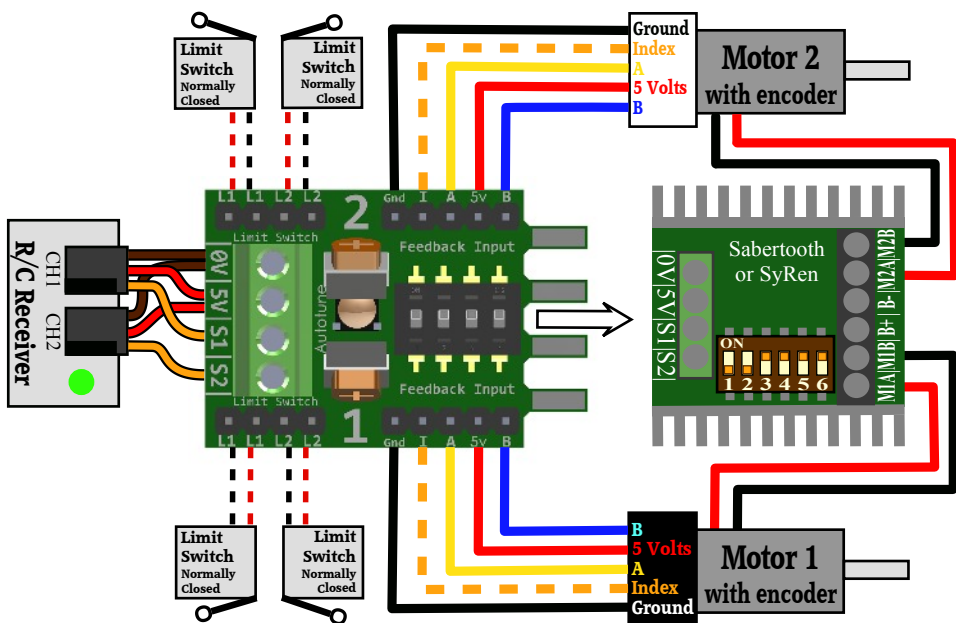 Limit
Switch
Normally
Closed
Limit
Switch
Normally
Closed
Ground
Index
A
5 Volts
B
Motor 2
with encoder
L1 L1 L2 L2
Limit Switch
2
Gnd I A 5v B
Feedback Input
R/C Receiver
CH1
CH2
|0V|5V|S1|S2|
Autotune
Feedback Input
Limit Switch
L1 L1 L2 L2
1
Gnd I A 5v B
Sabertooth
or SyRen
|0V|5V|S1|S2|
ON
1 2 3 4 5 6
M1A|M1B|B+|B-|M2A|M2B
Limit
Switch
Normally
Closed
Limit
Switch
Normally
Closed
B
5 Volts
A
Index
Ground
Motor 1
with encoder